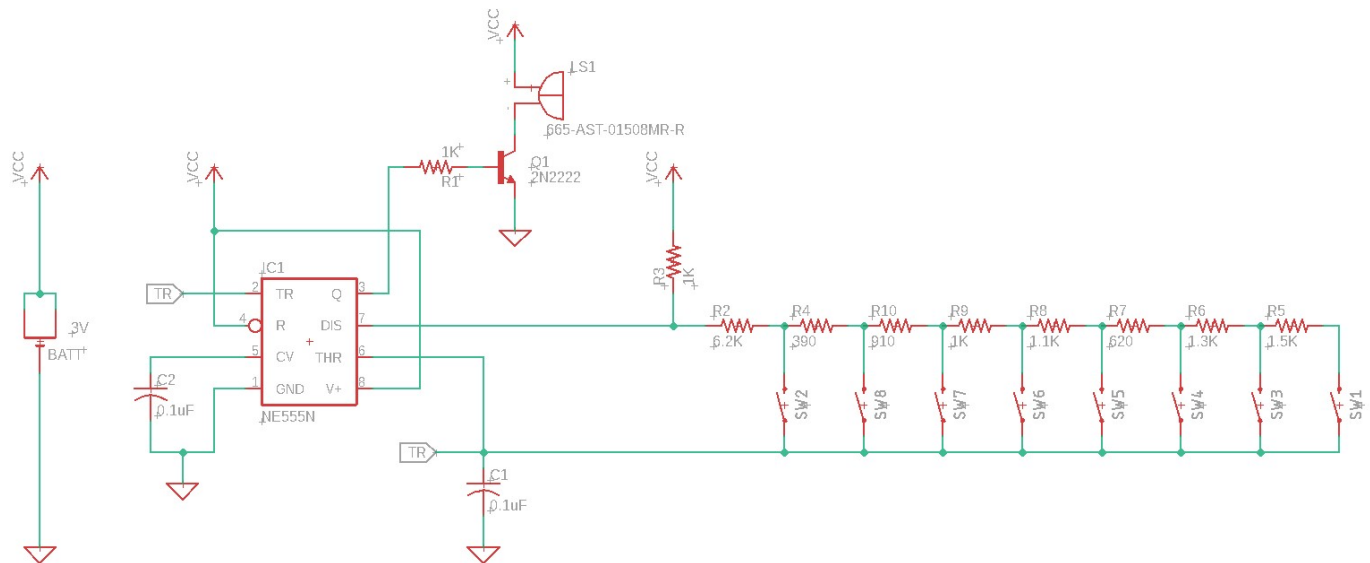 VCC
LS1
665-AST-01508MR-R
1K
R1
Q1
2N2222
VCC
VCC
VCC
R3
1K
IC1
TR
2
TR
Q
3
4
R
DIS
7
5
CV
THR
6
1
GND
V+
8
NE555N
3V
BATT
C2
0.1uF
R2
6.2K
R4
390
R10
910
R9
1K
R8
1.1K
R7
620
R6
1.3K
R5
1.5K
SW2
SW8
SW7
SW6
SW5
SW4
SW3
SW1
TR
C1
0.1uF